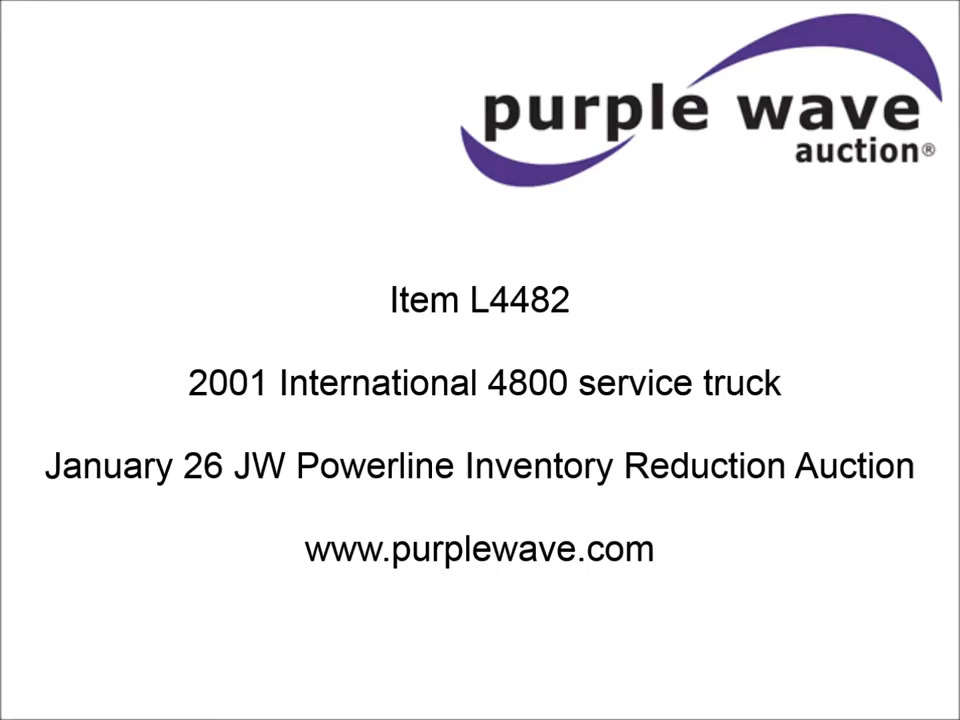 purple wave
auction®
Item L4482
2001 International 4800 service truck
January 26 JW Powerline Inventory Reduction Auction
www.purplewave.com